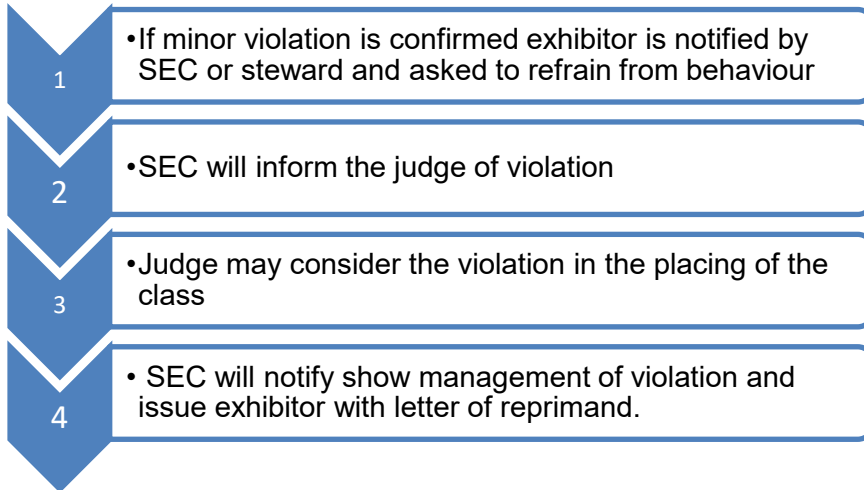 1
•If minor violation is confirmed exhibitor is notified by
SEC or steward and asked to refrain from behaviour
2
•SEC will inform the judge of violation
3
•Judge may consider the violation in the placing of the
class
4
• SEC will notify show management of violation and
issue exhibitor with letter of reprimand.